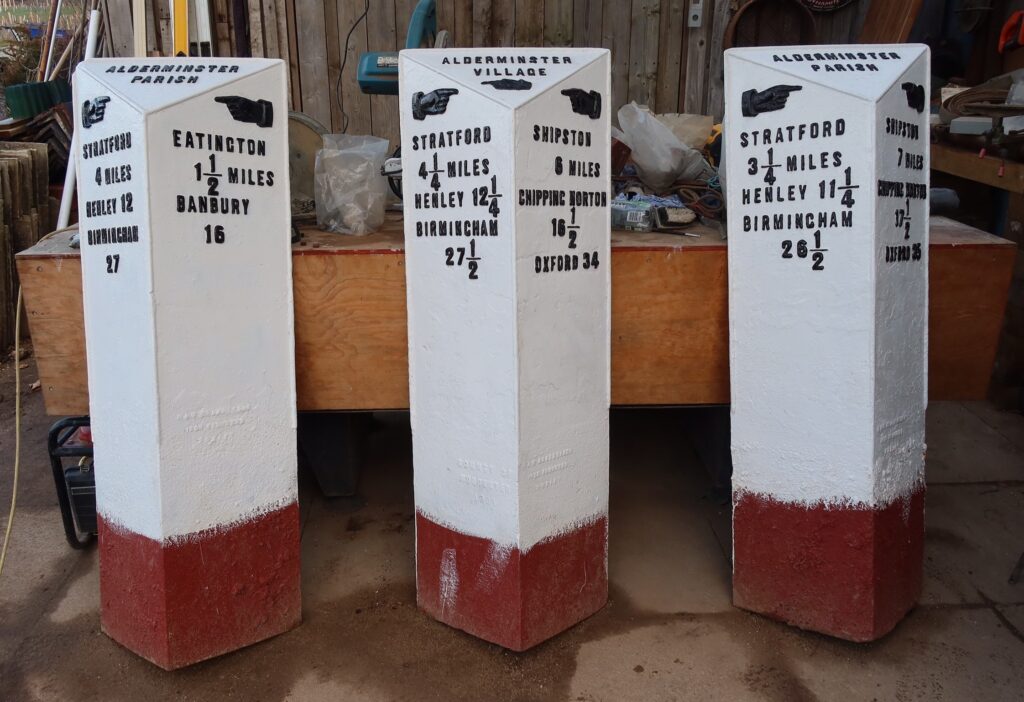 ALDERMINSTER
PARISH
STRATFORD
4 MILES
HENLEY 12
BIRMINGHAM
27
EATINGTON
1 1/2 MILES
BANBURY
16
ALDERMINSTER
VILLAGE
STRATFORD
4 1/4 MILES
HENLEY 12 1/4
BIRMINGHAM
27 1/2
SHIPSTON
6 MILES
CHIPPING NORTON
16 1/2
OXFORD 34
ALDERMINSTER
PARISH
STRATFORD
3 1/4 MILES
HENLEY 11 1/4
BIRMINGHAM
26 1/2
SHIPSTON
7 MILES
CHIPPING NORTON
17 1/2
OXFORD 35